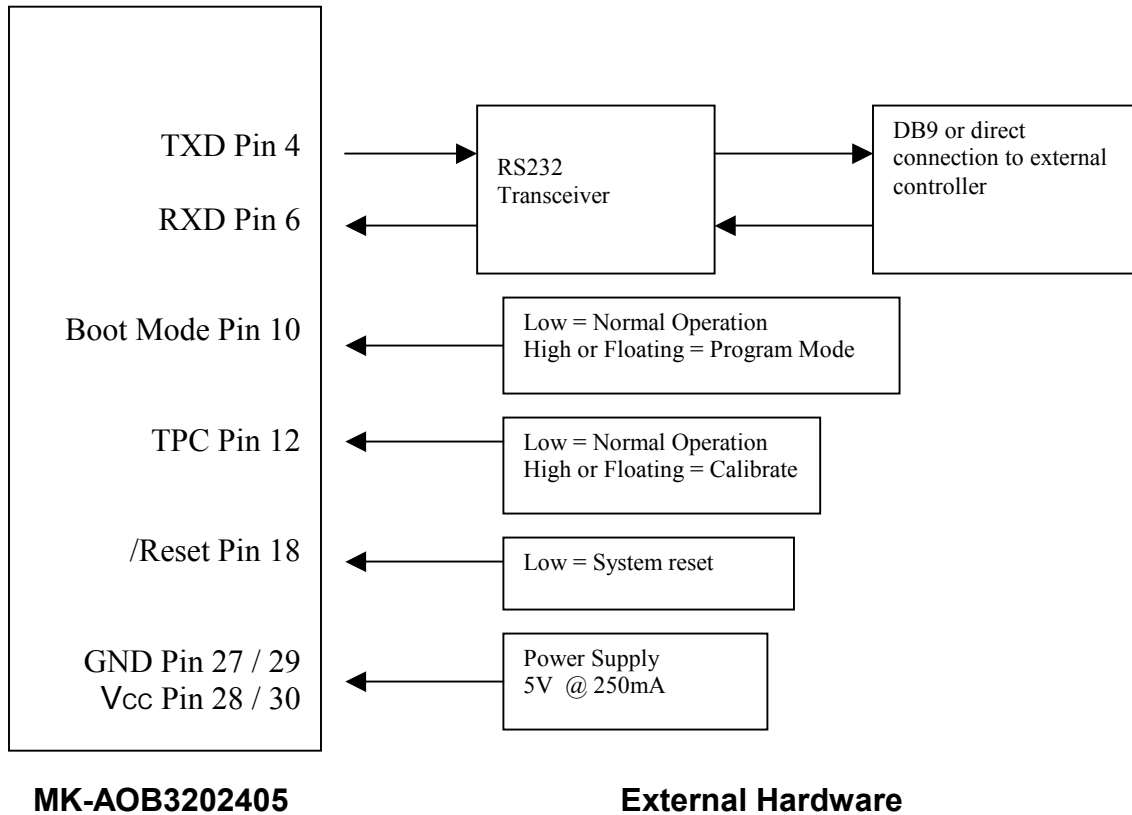 TXD Pin 4
RS232
Transceiver
DB9 or direct
connection to external
controller
RXD Pin 6
Boot Mode Pin 10
Low = Normal Operation
High or Floating = Program Mode
TPC Pin 12
Low = Normal Operation
High or Floating = Calibrate
/Reset Pin 18
Low = System reset
GND Pin 27 / 29
Vcc Pin 28 / 30
Power Supply
5V @ 250mA
MK-AOB3202405
External Hardware